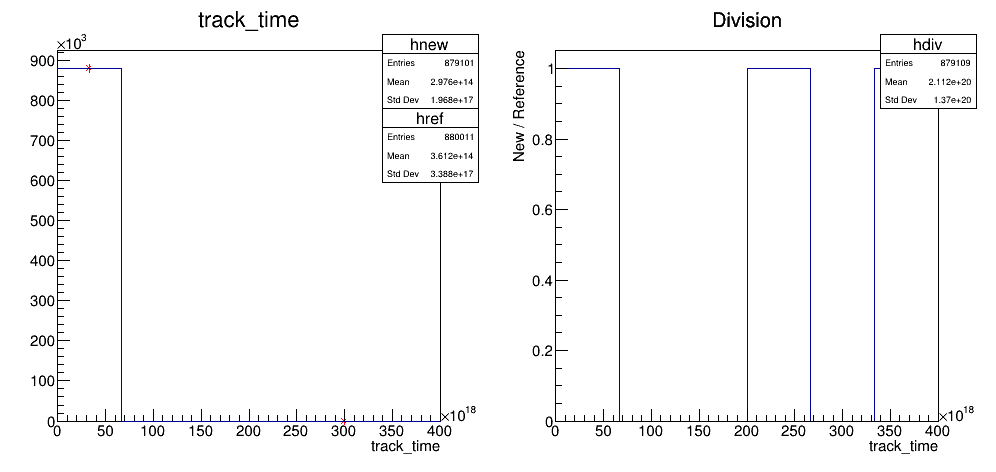 track_time
×10³
900
800
700
600
500
400
300
200
100
0
0 50 100 150 200 250 300 350 400
×10¹⁸
track_time
hnew
Entries 879101
Mean 2.976e+14
Std Dev 1.968e+17
href
Entries 880011
Mean 3.612e+14
Std Dev 3.388e+17
Division
New / Reference
1
0.8
0.6
0.4
0.2
0
0 50 100 150 200 250 300 350 400
×10¹⁸
track_time
hdiv
Entries 879109
Mean 2.112e+20
Std Dev 1.37e+20